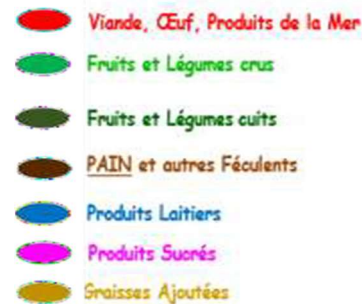 Viande, Œuf, Produits de la Mer
Fruits et Légumes crus
Fruits et Légumes cuits
PAIN et autres Féculents
Produits Laitiers
Produits Sucrés
Graisses Ajoutées